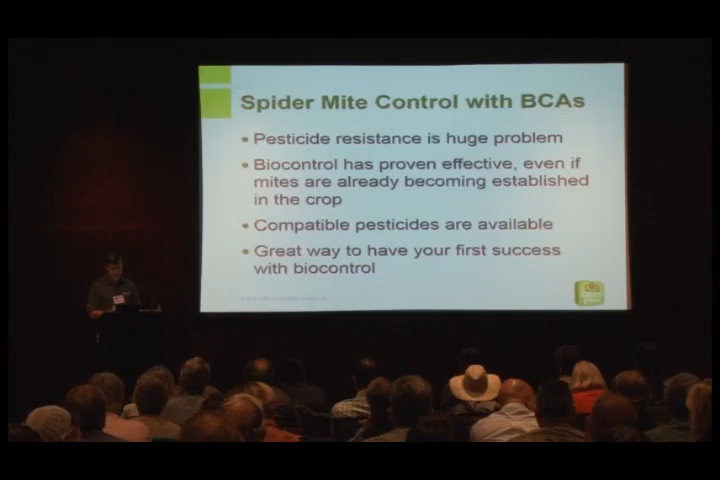 Spider Mite Control with BCAs
• Pesticide resistance is huge problem
• Biocontrol has proven effective, even if
mites are already becoming established
in the crop
• Compatible pesticides are available
• Great way to have your first success
with biocontrol